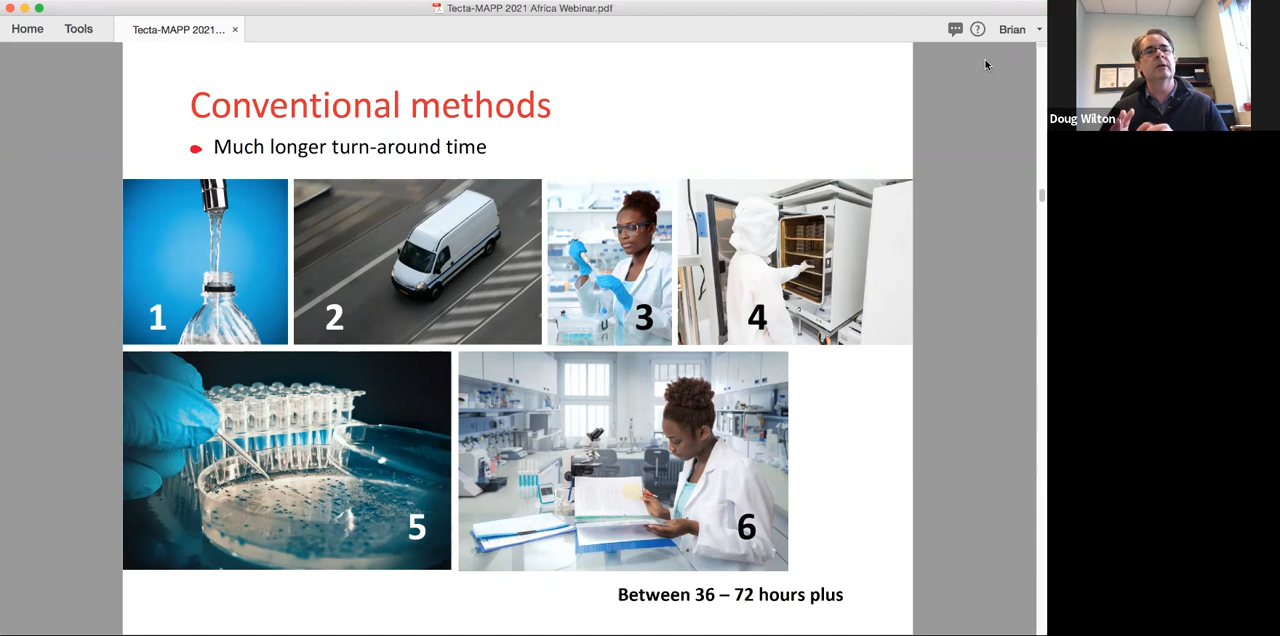 Tecta-MAPP 2021 Africa Webinar.pdf
Home Tools Tecta-MAPP 2021... × ? Brian
Doug Wilton
Conventional methods
Much longer turn-around time
1 2 3 4
5 6
Between 36 – 72 hours plus